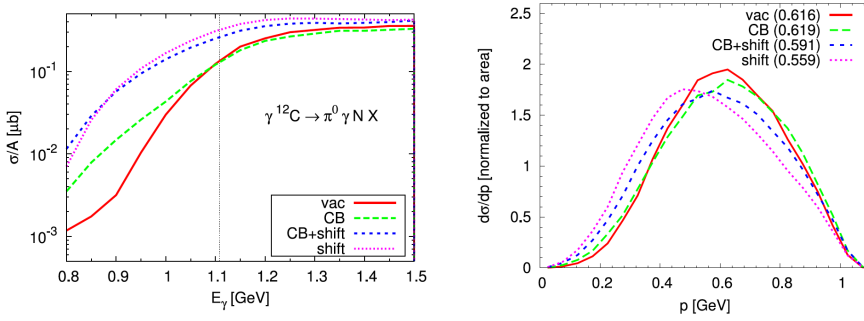 σ/A [μb]
10⁻¹
10⁻²
10⁻³
γ ¹²C → π⁰ γ N X
vac
CB
CB+shift
shift
0.8 0.9 1 1.1 1.2 1.3 1.4 1.5
E_γ [GeV]
dσ/dp [normalized to area]
2.5
2
1.5
1
0.5
0
vac (0.616)
CB (0.619)
CB+shift (0.591)
shift (0.559)
0 0.2 0.4 0.6 0.8 1
p [GeV]